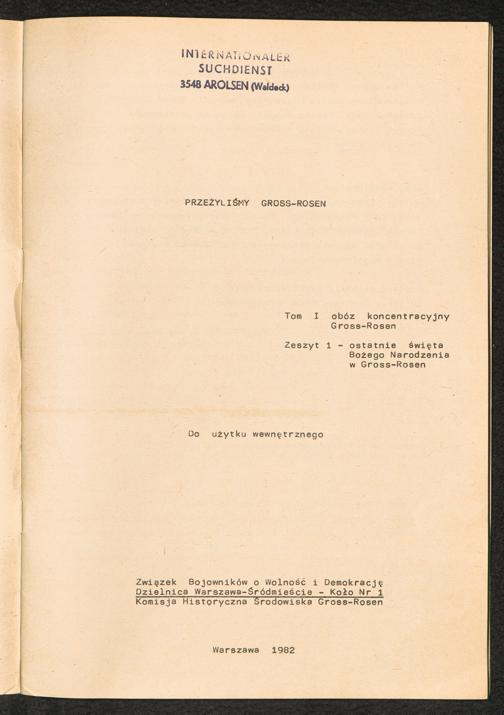 INTERNATIONALER
SUCHDIENST
3548 AROLSEN (Waldeck)
PRZEŻYLIŚMY GROSS-ROSEN
Tom I obóz koncentracyjny
Gross-Rosen
Zeszyt 1 - ostatnie święta
Bożego Narodzenia
w Gross-Rosen
Do użytku wewnętrznego
Związek Bojowników o Wolność i Demokrację
Dzielnica Warszawa-Śródmieście - Koło Nr 1
Komisja Historyczna Środowiska Gross-Rosen
Warszawa 1982